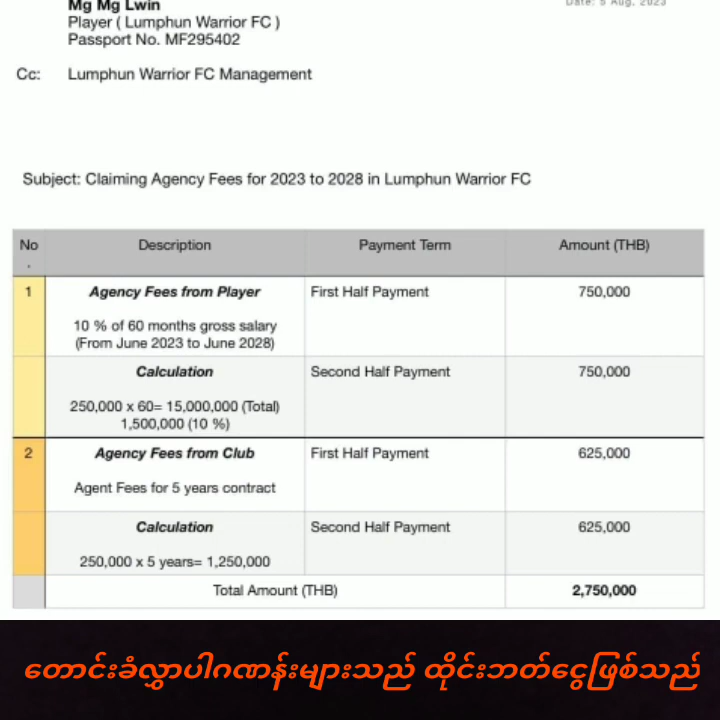 Mg Mg Lwin
Date: 5 Aug, 2023
Player ( Lumphun Warrior FC )
Passport No. MF295402
Cc: Lumphun Warrior FC Management
Subject: Claiming Agency Fees for 2023 to 2028 in Lumphun Warrior FC
No. Description Payment Term Amount (THB)
1 Agency Fees from Player First Half Payment 750,000
10 % of 60 months gross salary
(From June 2023 to June 2028)
Calculation Second Half Payment 750,000
250,000 x 60= 15,000,000 (Total)
1,500,000 (10 %)
2 Agency Fees from Club First Half Payment 625,000
Agent Fees for 5 years contract
Calculation Second Half Payment 625,000
250,000 x 5 years= 1,250,000
Total Amount (THB) 2,750,000
တောင်းခံလွှာပါဂဏန်းများသည် ထိုင်းဘတ်ငွေဖြစ်သည်